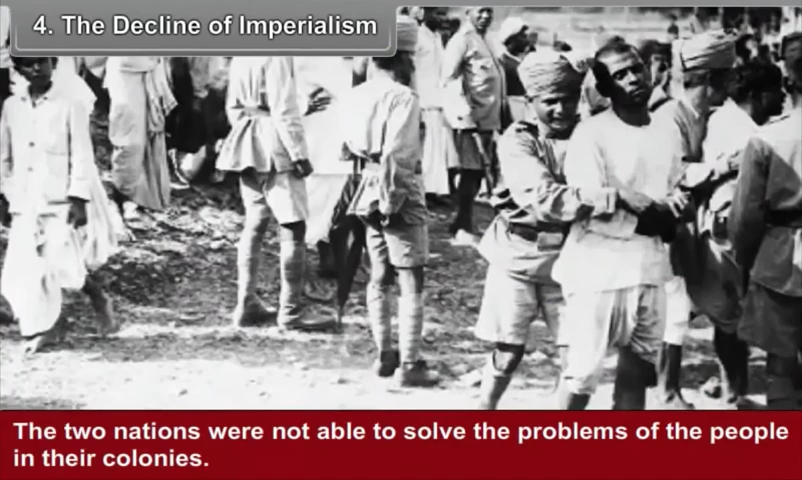 4. The Decline of Imperialism
The two nations were not able to solve the problems of the people
in their colonies.